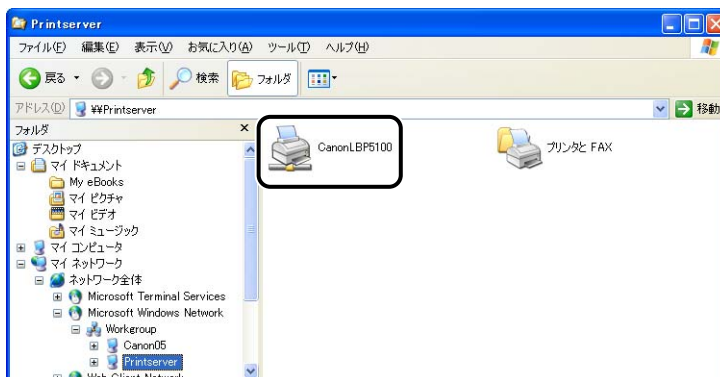 Printserver
ファイル(F) 編集(E) 表示(V) お気に入り(A) ツール(T) ヘルプ(H)
戻る 検索 フォルダ
アドレス(D) ¥¥Printserver 移動
フォルダ ×
デスクトップ
マイ ドキュメント
My eBooks
マイ ピクチャ
マイ ビデオ
マイ ミュージック
マイ コンピュータ
マイ ネットワーク
ネットワーク全体
Microsoft Terminal Services
Microsoft Windows Network
Workgroup
Canon05
Printserver
Web Client Network
CanonLBP5100
プリンタと FAX